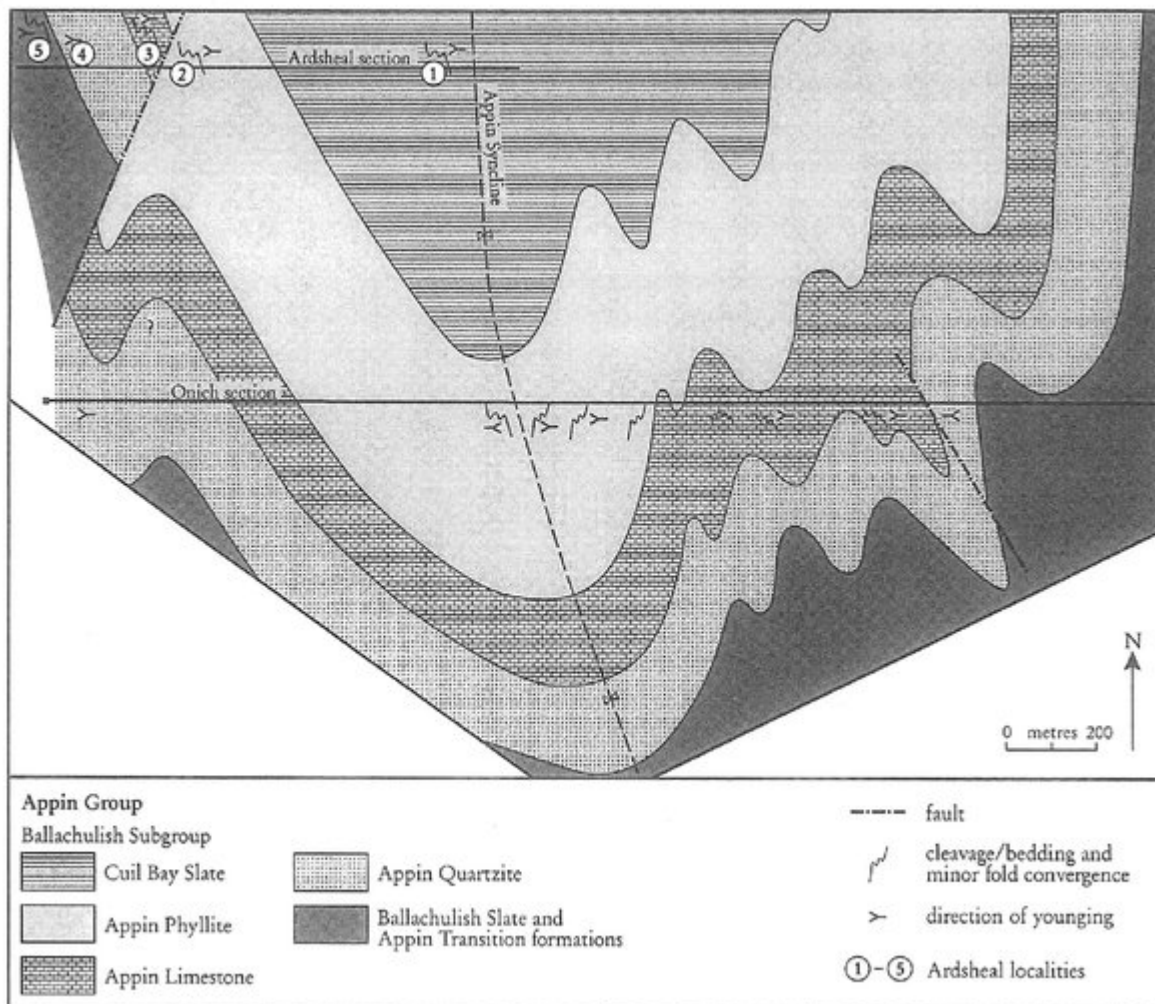 5
4
3
2
Ardsheal section
1
Appin Syncline
?
Onich section
N
0 metres 200
Appin Group
Ballachulish Subgroup
Cuil Bay Slate
Appin Phyllite
Appin Limestone
Appin Quartzite
Ballachulish Slate and
Appin Transition formations
fault
cleavage/bedding and
minor fold convergence
direction of younging
1 – 5 Ardsheal localities